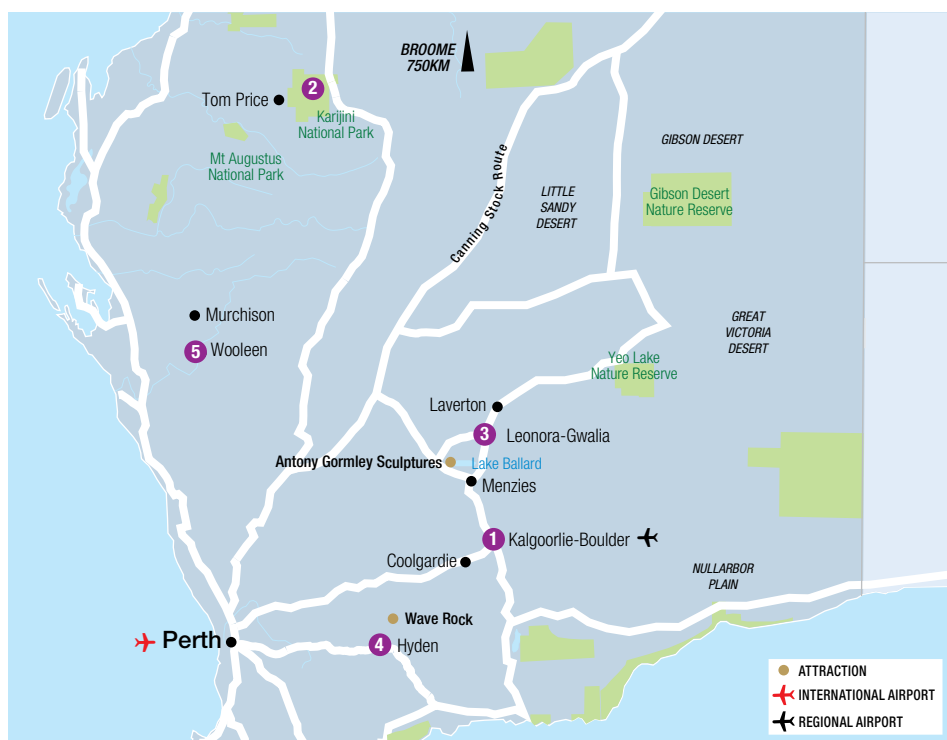 BROOME
750KM
2
Tom Price
Karijini
National Park
Mt Augustus
National Park
GIBSON DESERT
Canning Stock Route
LITTLE
SANDY
DESERT
Gibson Desert
Nature Reserve
Murchison
5 Wooleen
GREAT
VICTORIA
DESERT
Yeo Lake
Nature Reserve
Laverton
3 Leonora-Gwalia
Antony Gormley Sculptures
Lake Ballard
Menzies
1 Kalgoorlie-Boulder
Coolgardie
NULLARBOR
PLAIN
Wave Rock
Perth
4 Hyden
ATTRACTION
INTERNATIONAL AIRPORT
REGIONAL AIRPORT